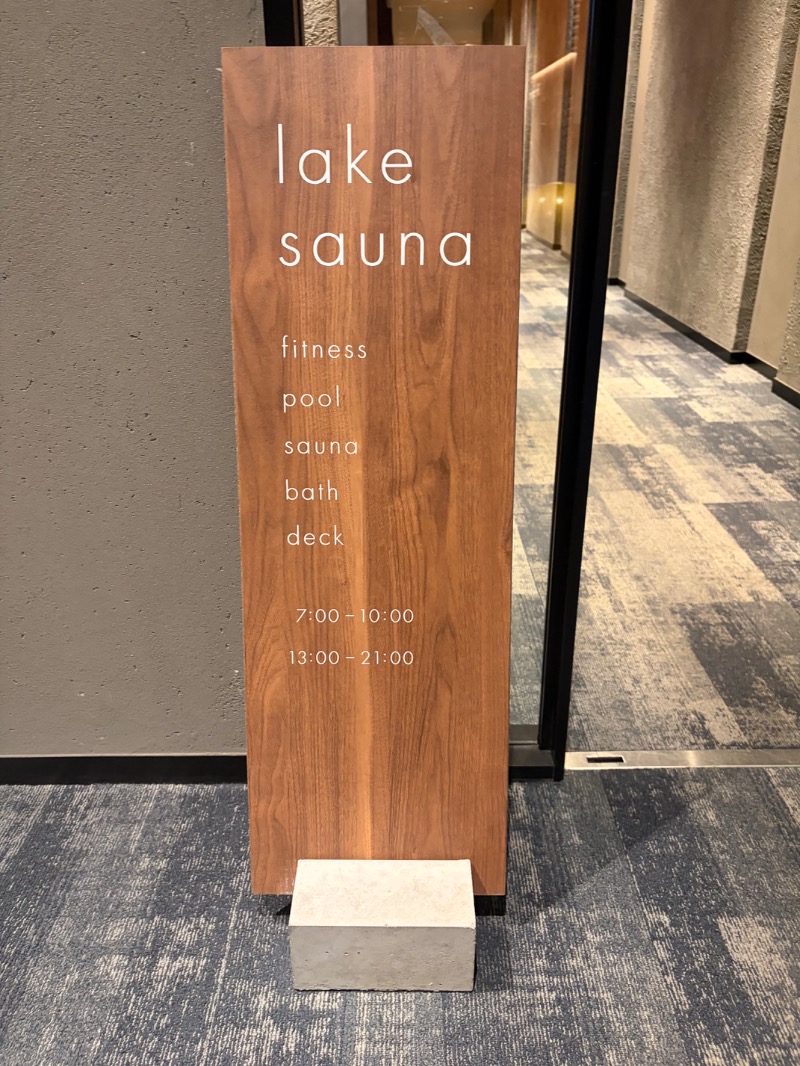 lake
sauna
fitness
pool
sauna
bath
deck
7:00 – 10:00
13:00 – 21:00